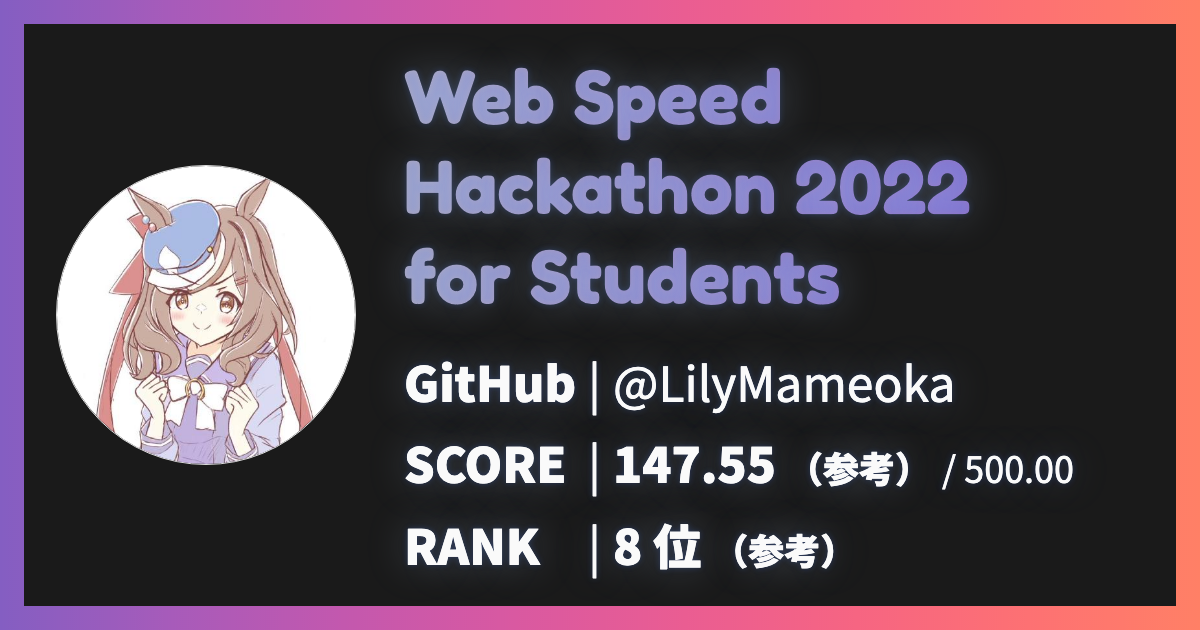 Web Speed
Hackathon 2022
for Students
GitHub | @LilyMameoka
SCORE | 147.55 （参考） / 500.00
RANK | 8 位 （参考）